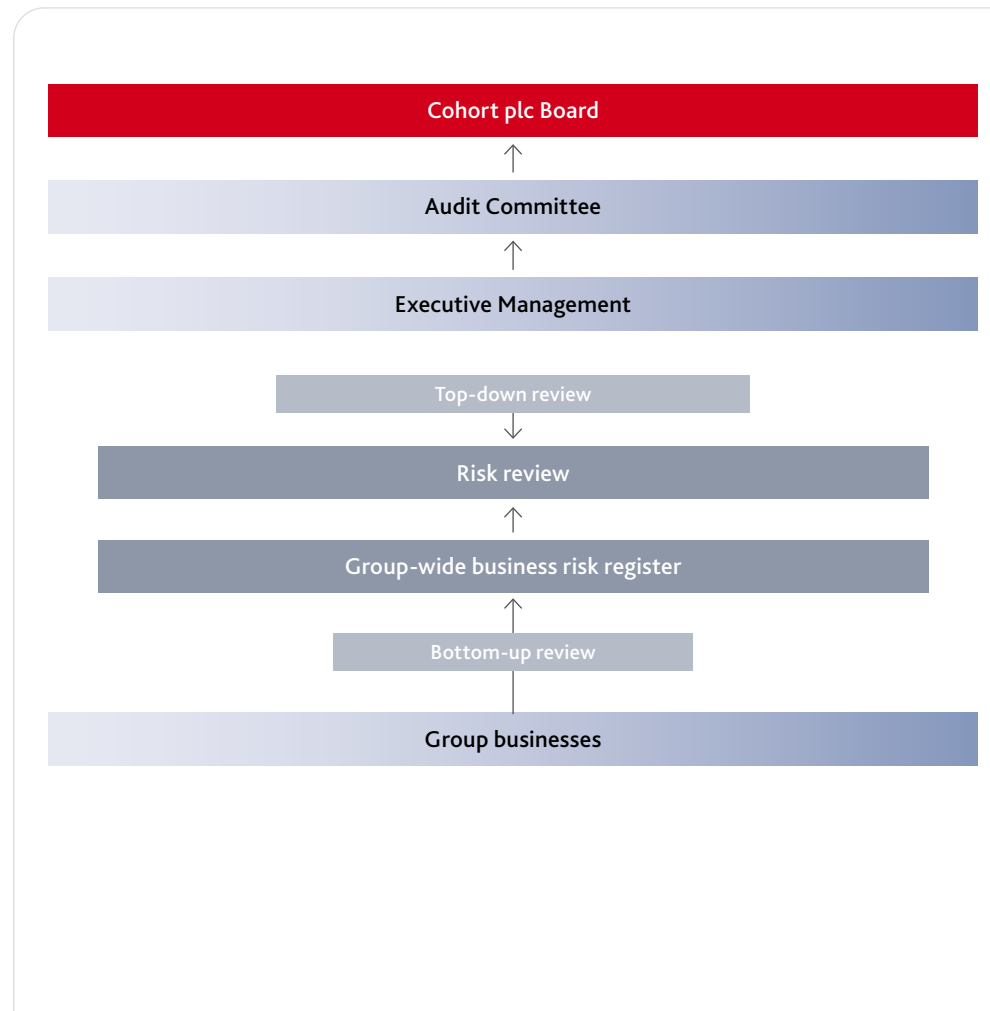 Cohort plc Board
Audit Committee
Executive Management
Top-down review
Risk review
Group-wide business risk register
Bottom-up review
Group businesses